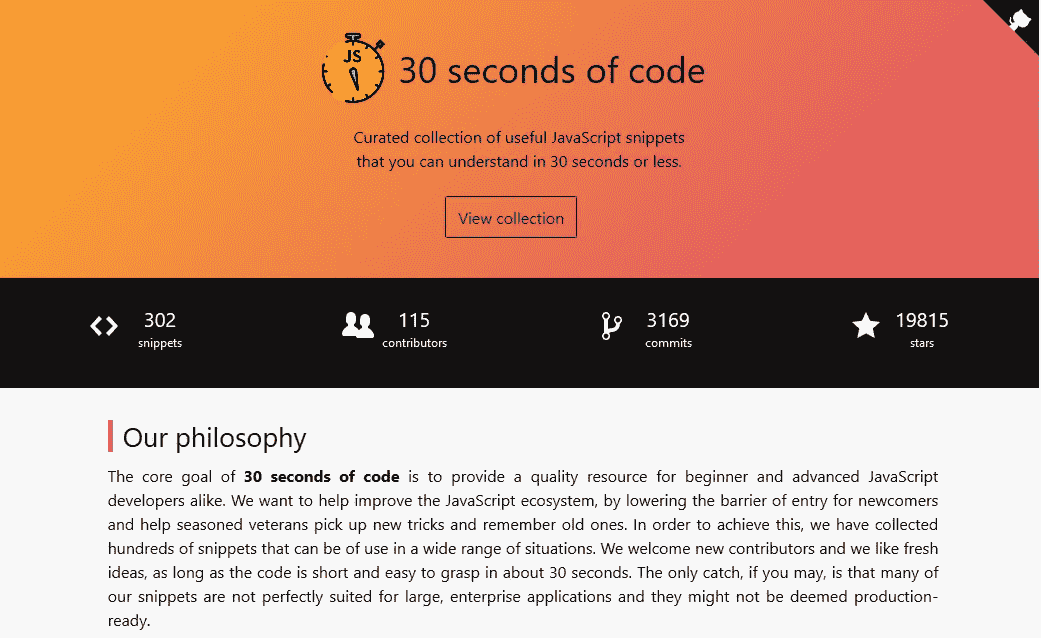 JS
30 seconds of code
Curated collection of useful JavaScript snippets
that you can understand in 30 seconds or less.
View collection
302
snippets
115
contributors
3169
commits
19815
stars
Our philosophy
The core goal of 30 seconds of code is to provide a quality resource for beginner and advanced JavaScript
developers alike. We want to help improve the JavaScript ecosystem, by lowering the barrier of entry for newcomers
and help seasoned veterans pick up new tricks and remember old ones. In order to achieve this, we have collected
hundreds of snippets that can be of use in a wide range of situations. We welcome new contributors and we like fresh
ideas, as long as the code is short and easy to grasp in about 30 seconds. The only catch, if you may, is that many of
our snippets are not perfectly suited for large, enterprise applications and they might not be deemed production-
ready.